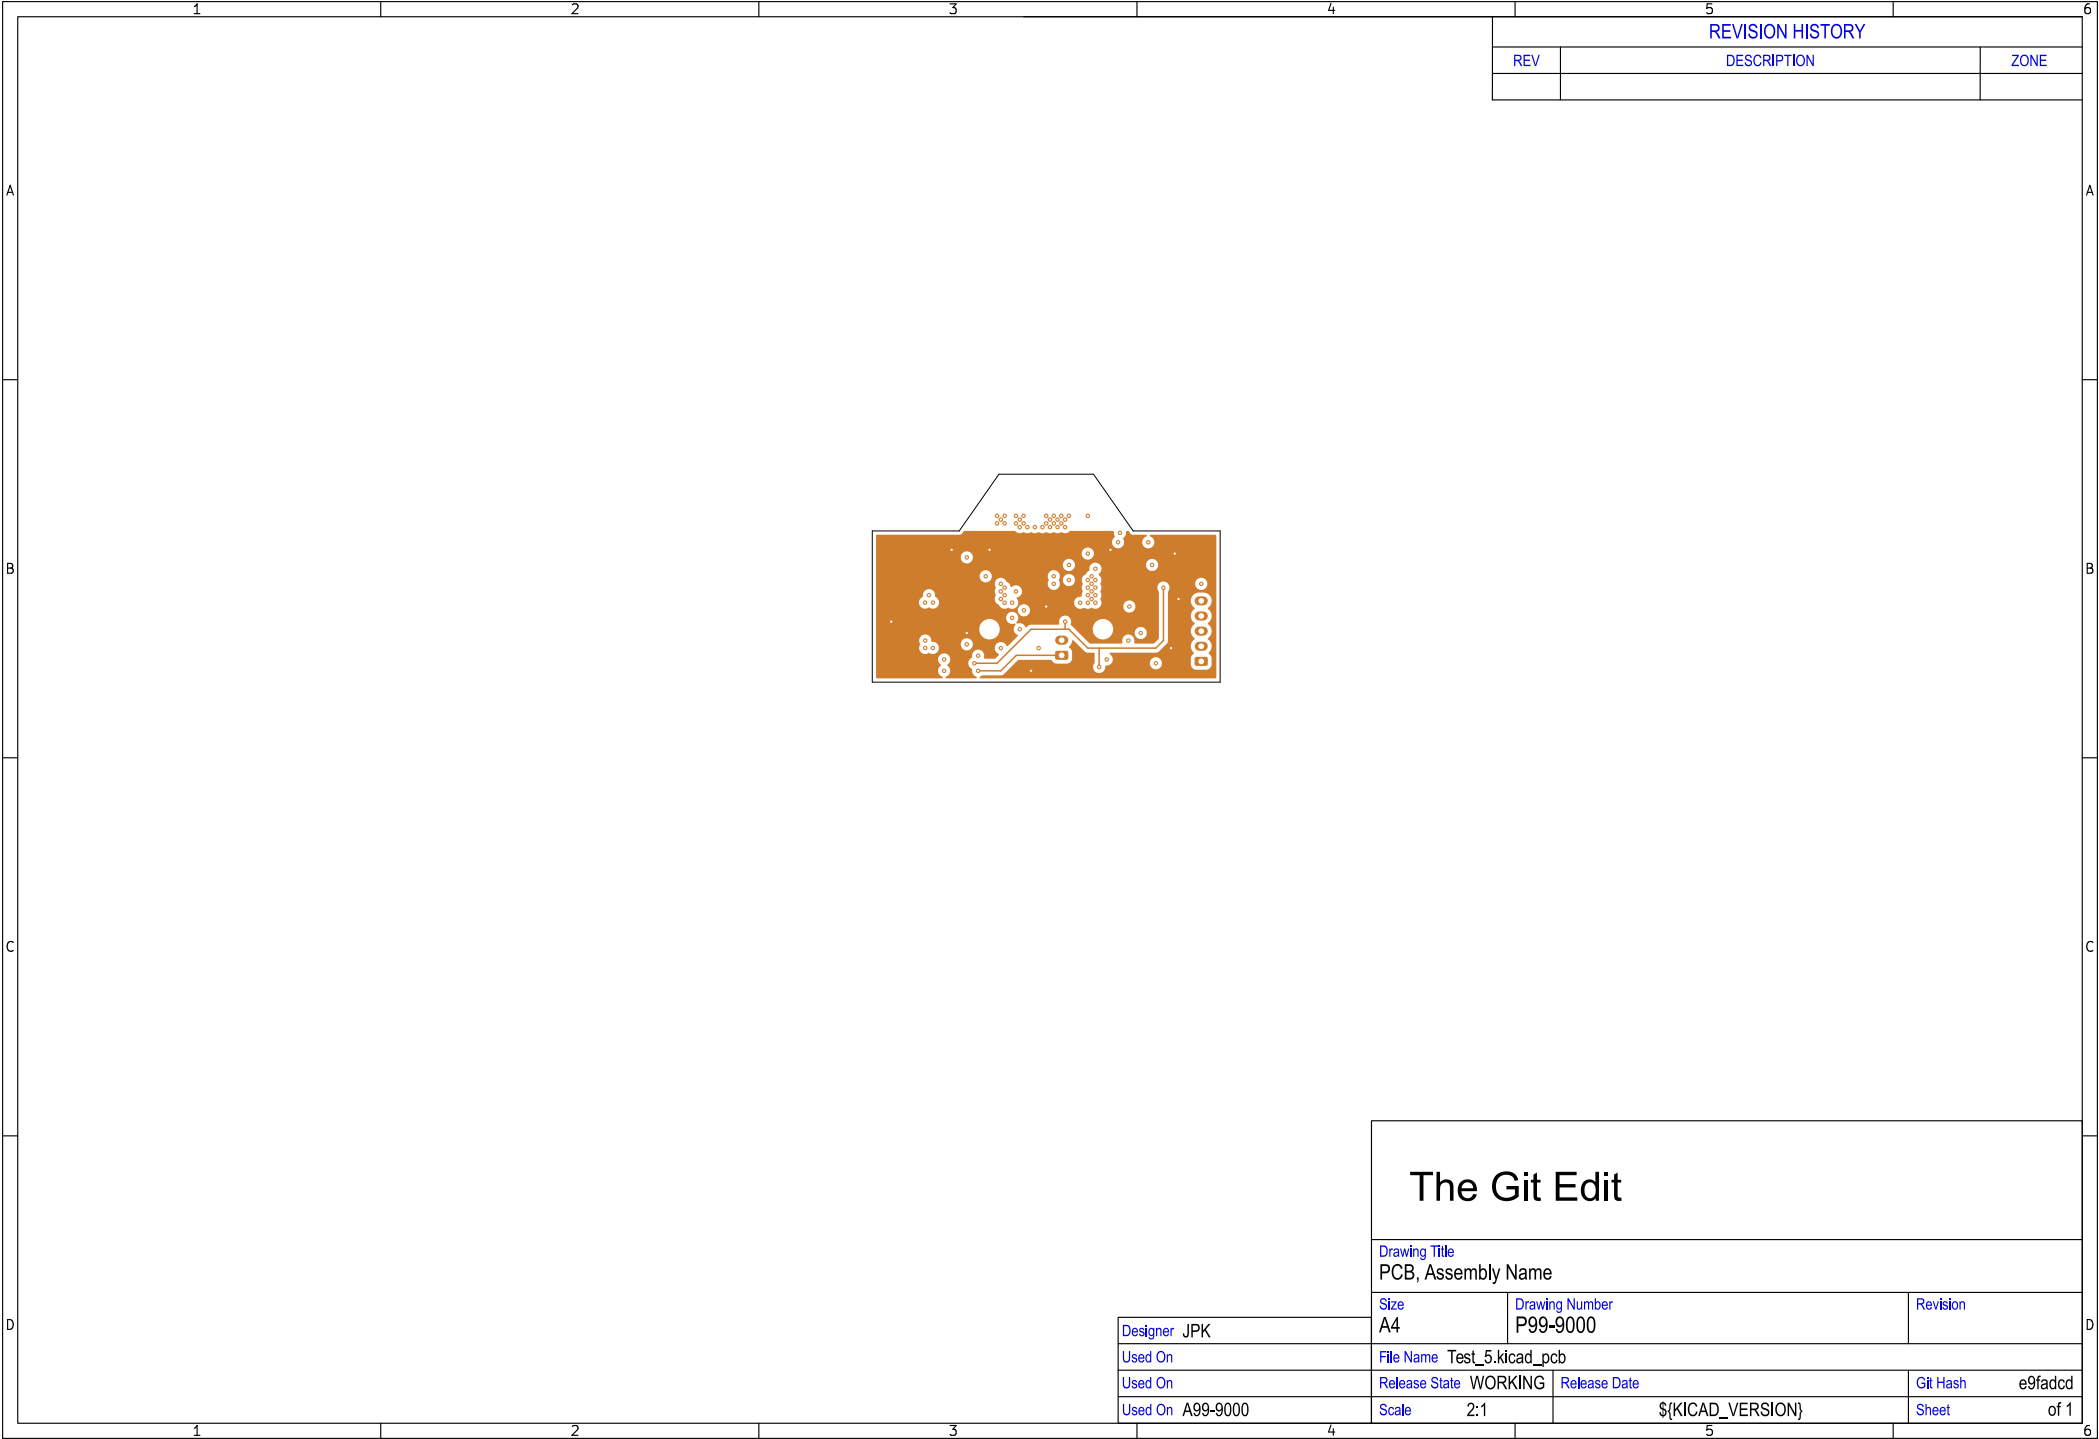 1 2 3 4 5 6
REVISION HISTORY
REV DESCRIPTION ZONE
A A
B B
C C
The Git Edit
Drawing Title
PCB, Assembly Name
Size Drawing Number Revision
A4 P99-9000
D D
Designer JPK
Used On File Name Test_5.kicad_pcb
Used On Release State WORKING Release Date Git Hash e9fadcd
Used On A99-9000 Scale 2:1 ${KICAD_VERSION} Sheet of 1
1 2 3 4 5 6